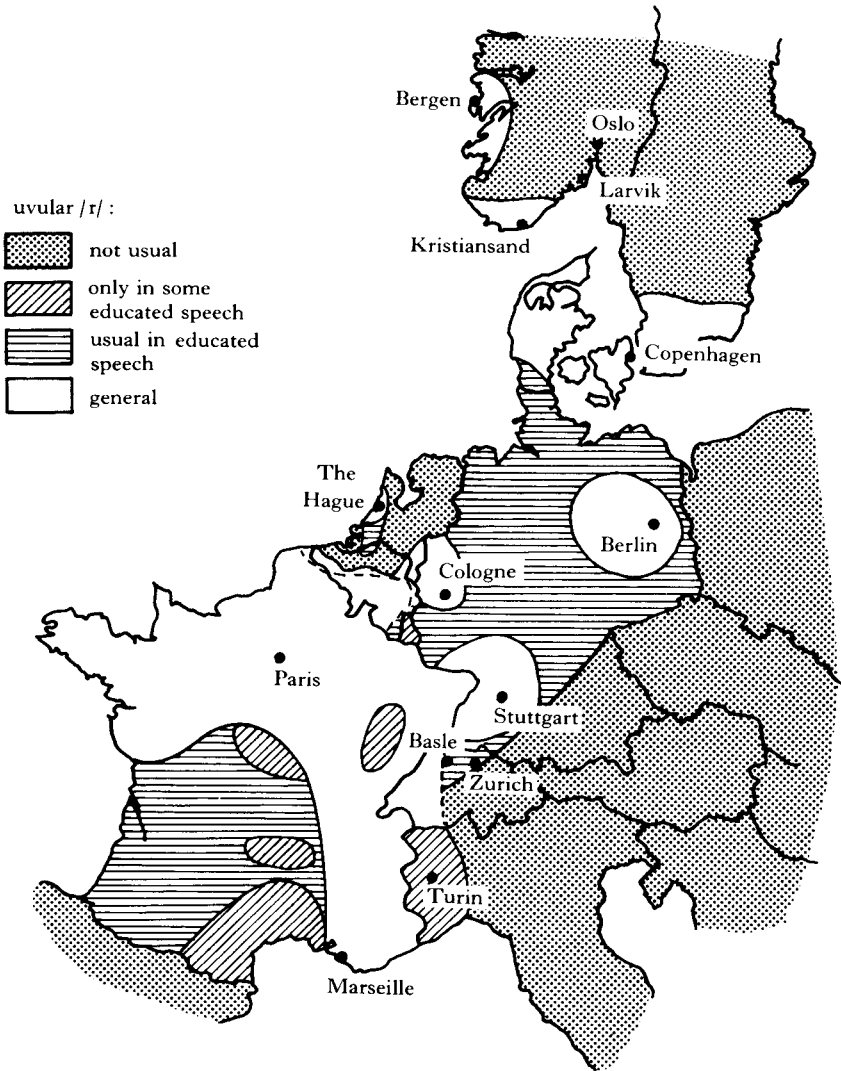 Bergen
Oslo
Larvik
Kristiansand
uvular /r/ :
not usual
only in some
educated speech
usual in educated
speech
general
Copenhagen
The
Hague
Berlin
Cologne
Paris
Stuttgart
Basle
Zurich
Turin
Marseille